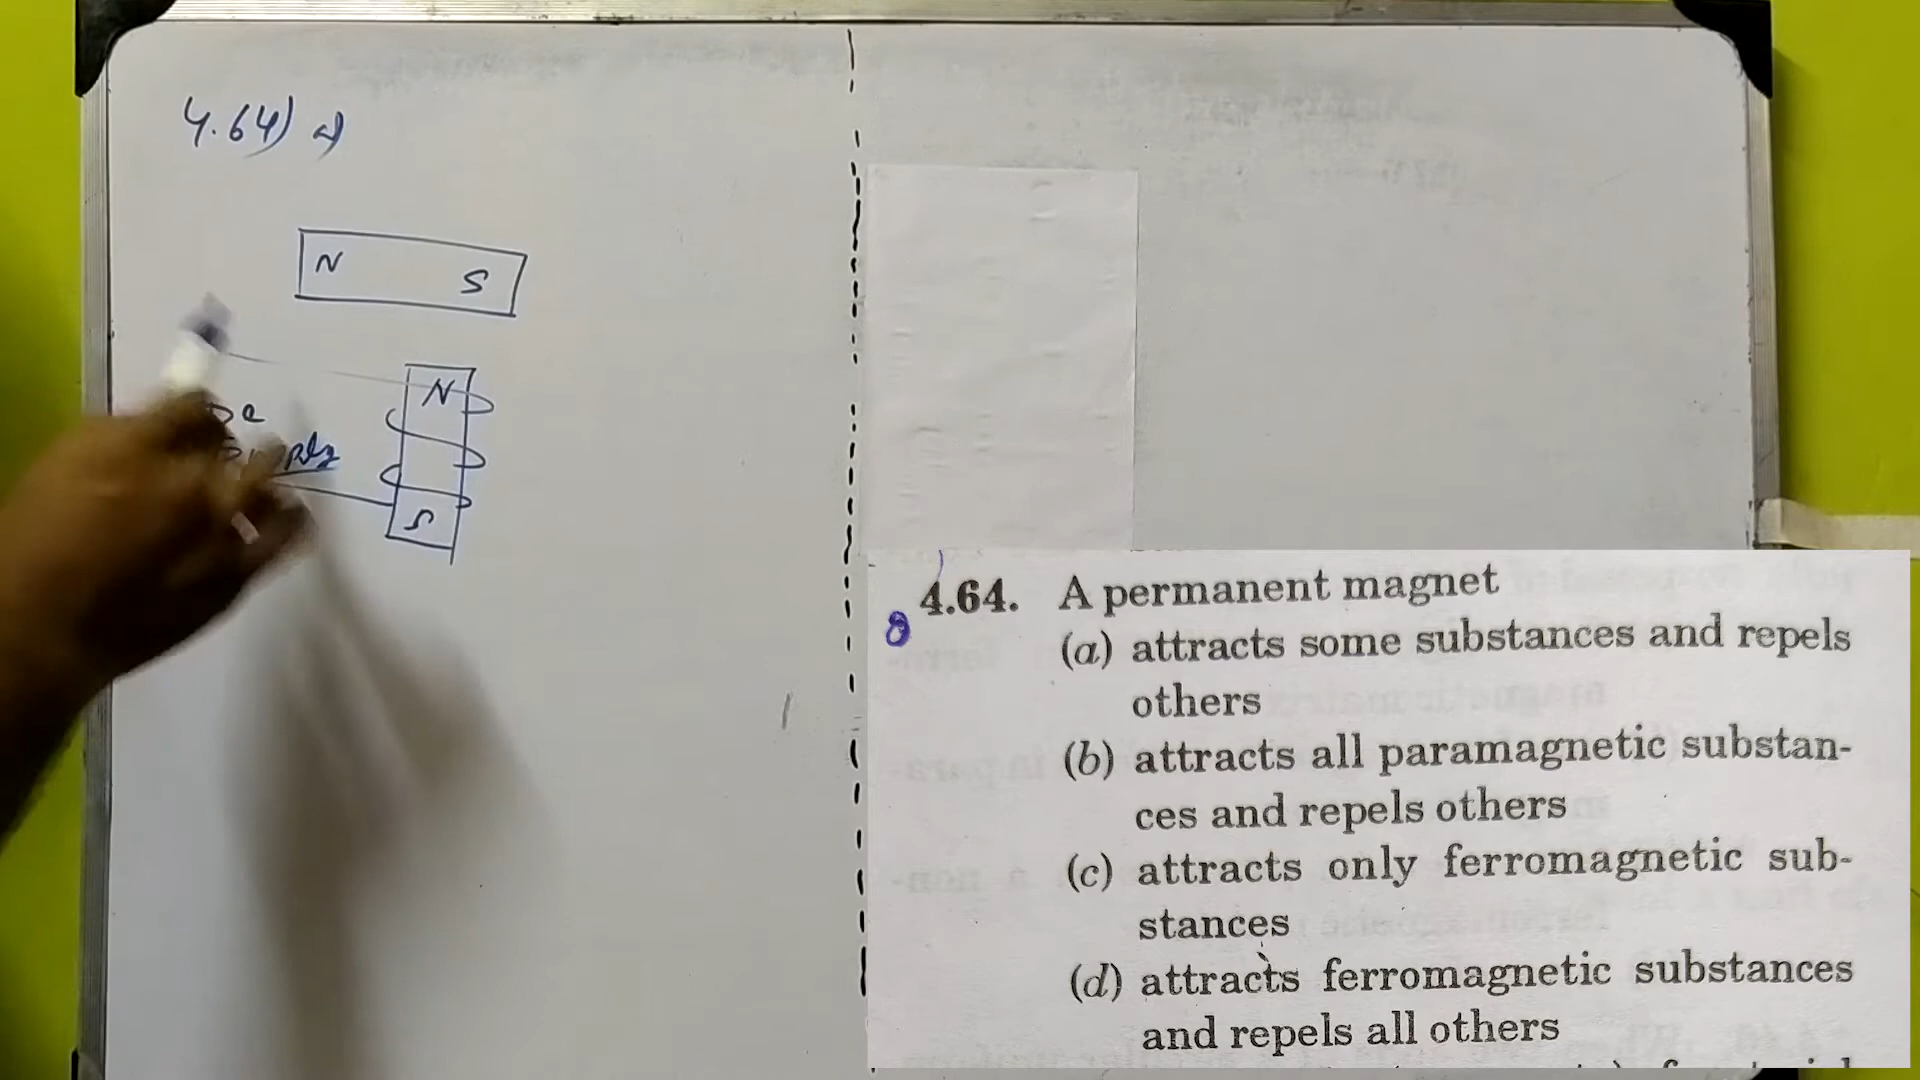 4.64) a)
N S
N
Supply
S
4.64. A permanent magnet
(a) attracts some substances and repels
others
(b) attracts all paramagnetic substan-
ces and repels others
(c) attracts only ferromagnetic sub-
stances
(d) attracts ferromagnetic substances
and repels all others